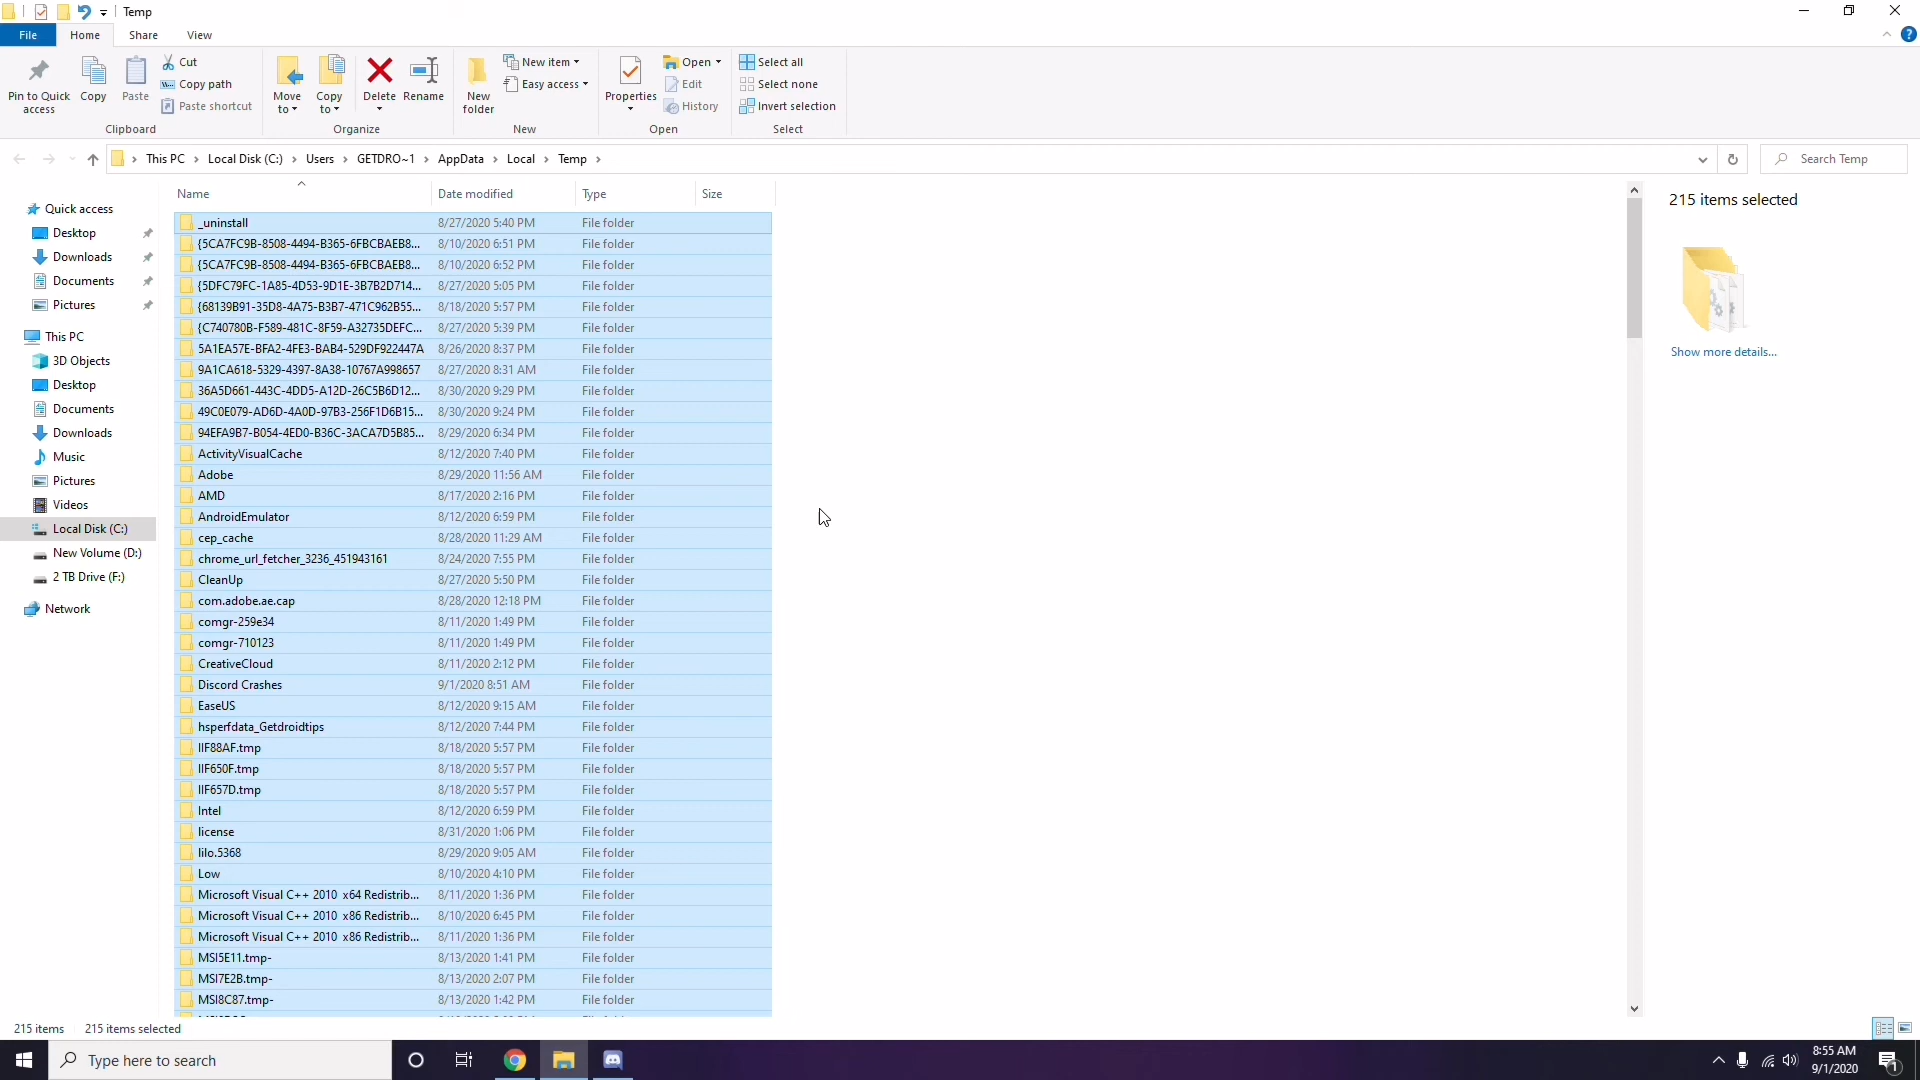 Temp
File Home Share View
Pin to Quick access
Copy
Paste
Cut
Copy path
Paste shortcut
Clipboard
Move to
Copy to
Delete
Rename
Organize
New folder
New item
Easy access
New
Properties
Open
Edit
History
Open
Select all
Select none
Invert selection
Select
This PC › Local Disk (C:) › Users › GETDRO~1 › AppData › Local › Temp ›
Search Temp
Quick access
Desktop
Downloads
Documents
Pictures
This PC
3D Objects
Desktop
Documents
Downloads
Music
Pictures
Videos
Local Disk (C:)
New Volume (D:)
2 TB Drive (F:)
Network
Name Date modified Type Size
_uninstall 8/27/2020 5:40 PM File folder
{5CA7FC9B-8508-4494-B365-6FBCBAEB8... 8/10/2020 6:51 PM File folder
{5CA7FC9B-8508-4494-B365-6FBCBAEB8... 8/10/2020 6:52 PM File folder
{5DFC79FC-1A85-4D53-9D1E-3B7B2D714... 8/27/2020 5:05 PM File folder
{68139B91-35D8-4A75-B3B7-471C962B55... 8/18/2020 5:57 PM File folder
{C740780B-F589-481C-8F59-A32735DEFC... 8/27/2020 5:39 PM File folder
5A1EA57E-BFA2-4FE3-BAB4-529DF922447A 8/26/2020 8:37 PM File folder
9A1CA618-5329-4397-8A38-10767A998657 8/27/2020 8:31 AM File folder
36A5D661-443C-4DD5-A12D-26C5B6D12... 8/30/2020 9:29 PM File folder
49C0E079-AD6D-4A0D-97B3-256F1D6B15... 8/30/2020 9:24 PM File folder
94EFA9B7-B054-4ED0-B36C-3ACA7D5B85... 8/29/2020 6:34 PM File folder
ActivityVisualCache 8/12/2020 7:40 PM File folder
Adobe 8/29/2020 11:56 AM File folder
AMD 8/17/2020 2:16 PM File folder
AndroidEmulator 8/12/2020 6:59 PM File folder
cep_cache 8/28/2020 11:29 AM File folder
chrome_url_fetcher_3236_451943161 8/24/2020 7:55 PM File folder
CleanUp 8/27/2020 5:50 PM File folder
com.adobe.ae.cap 8/28/2020 12:18 PM File folder
comgr-259e34 8/11/2020 1:49 PM File folder
comgr-710123 8/11/2020 1:49 PM File folder
CreativeCloud 8/11/2020 2:12 PM File folder
Discord Crashes 9/1/2020 8:51 AM File folder
EaseUS 8/12/2020 9:15 AM File folder
hsperfdata_Getdroidtips 8/12/2020 7:44 PM File folder
IIF88AF.tmp 8/18/2020 5:57 PM File folder
IIF650F.tmp 8/18/2020 5:57 PM File folder
IIF657D.tmp 8/18/2020 5:57 PM File folder
Intel 8/12/2020 6:59 PM File folder
license 8/31/2020 1:06 PM File folder
lilo.5368 8/29/2020 9:05 AM File folder
Low 8/10/2020 4:10 PM File folder
Microsoft Visual C++ 2010 x64 Redistrib... 8/11/2020 1:36 PM File folder
Microsoft Visual C++ 2010 x86 Redistrib... 8/10/2020 6:45 PM File folder
Microsoft Visual C++ 2010 x86 Redistrib... 8/11/2020 1:36 PM File folder
MSI5E11.tmp- 8/13/2020 1:41 PM File folder
MSI7E2B.tmp- 8/13/2020 2:07 PM File folder
MSI8C87.tmp- 8/13/2020 1:42 PM File folder
215 items selected
Show more details...
215 items 215 items selected
Type here to search
8:55 AM
9/1/2020
1